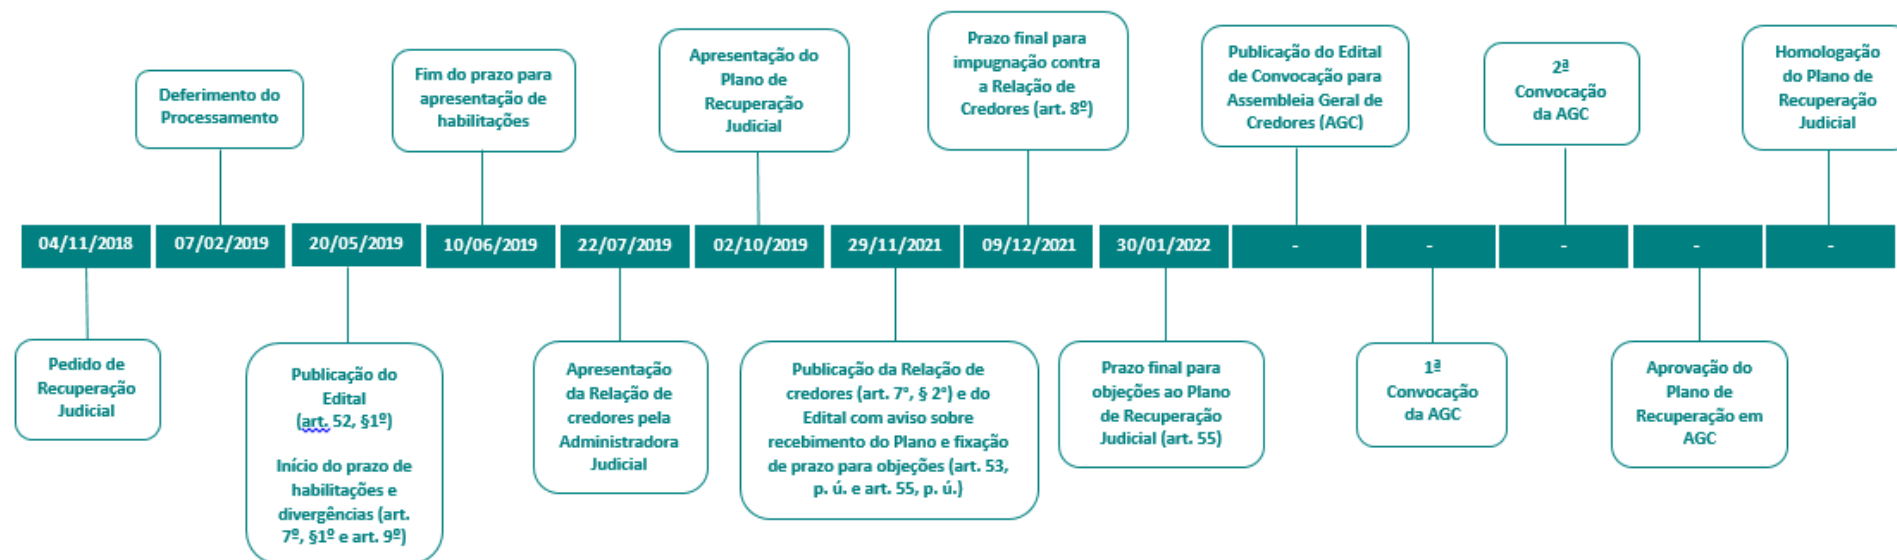 Deferimento do
Processamento
Fim do prazo para
apresentação de
habilitações
Apresentação do
Plano de
Recuperação
Judicial
Prazo final para
impugnação contra
a Relação de
Credores (art. 8º)
Publicação do Edital
de Convocação para
Assembleia Geral de
Credores (AGC)
2ª
Convocação
da AGC
Homologação
do Plano de
Recuperação
Judicial
04/11/2018
07/02/2019
20/05/2019
10/06/2019
22/07/2019
02/10/2019
29/11/2021
09/12/2021
30/01/2022
-
-
-
-
-
Pedido de
Recuperação
Judicial
Publicação do
Edital
(art. 52, §1º)
Início do prazo de
habilitações e
divergências (art.
7º, §1º e art. 9º)
Apresentação
da Relação de
credores pela
Administradora
Judicial
Publicação da Relação de
credores (art. 7°, § 2°) e do
Edital com aviso sobre
recebimento do Plano e fixação
de prazo para objeções (art. 53,
p. ú. e art. 55, p. ú.)
Prazo final para
objeções ao Plano
de Recuperação
Judicial (art. 55)
1ª
Convocação
da AGC
Aprovação do
Plano de
Recuperação em
AGC